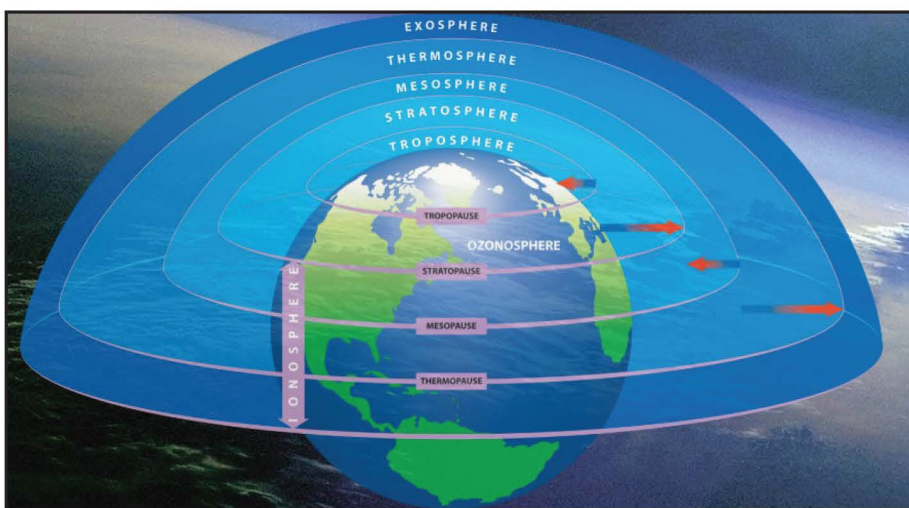 EXOSPHERE
THERMOSPHERE
MESOSPHERE
STRATOSPHERE
TROPOSPHERE
TROPOPAUSE
OZONOSPHERE
STRATOPAUSE
IONOSPHERE
MESOPAUSE
THERMOPAUSE